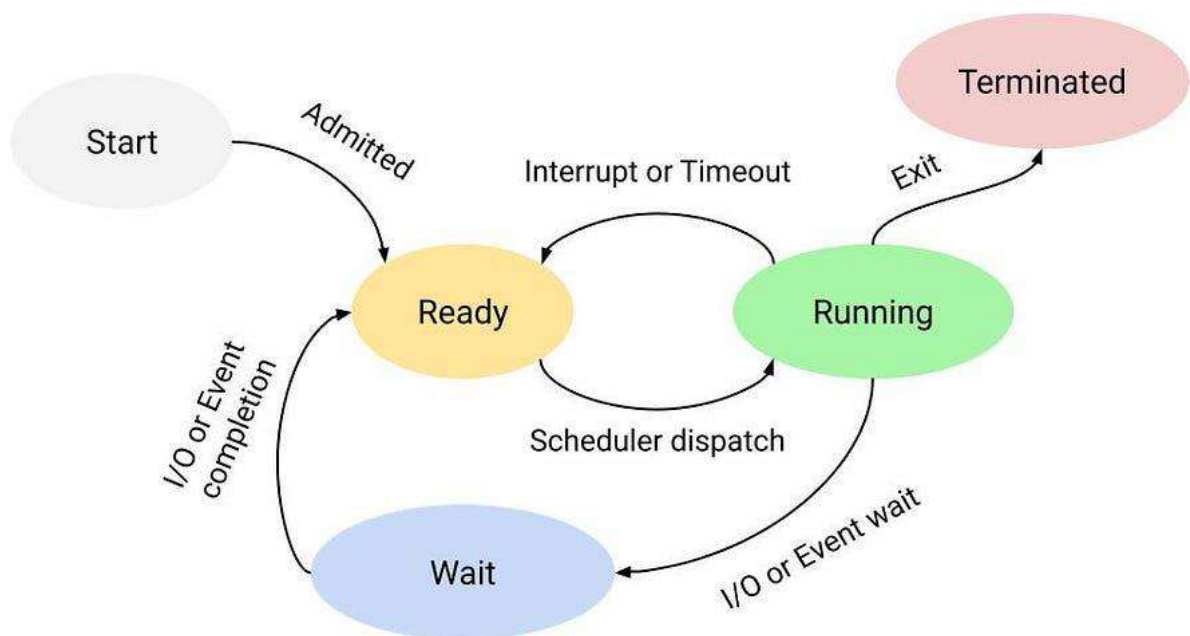 Terminated
Start
Admitted
Interrupt or Timeout
Exit
Ready
Running
I/O or Event
completion
Scheduler dispatch
I/O or Event wait
Wait